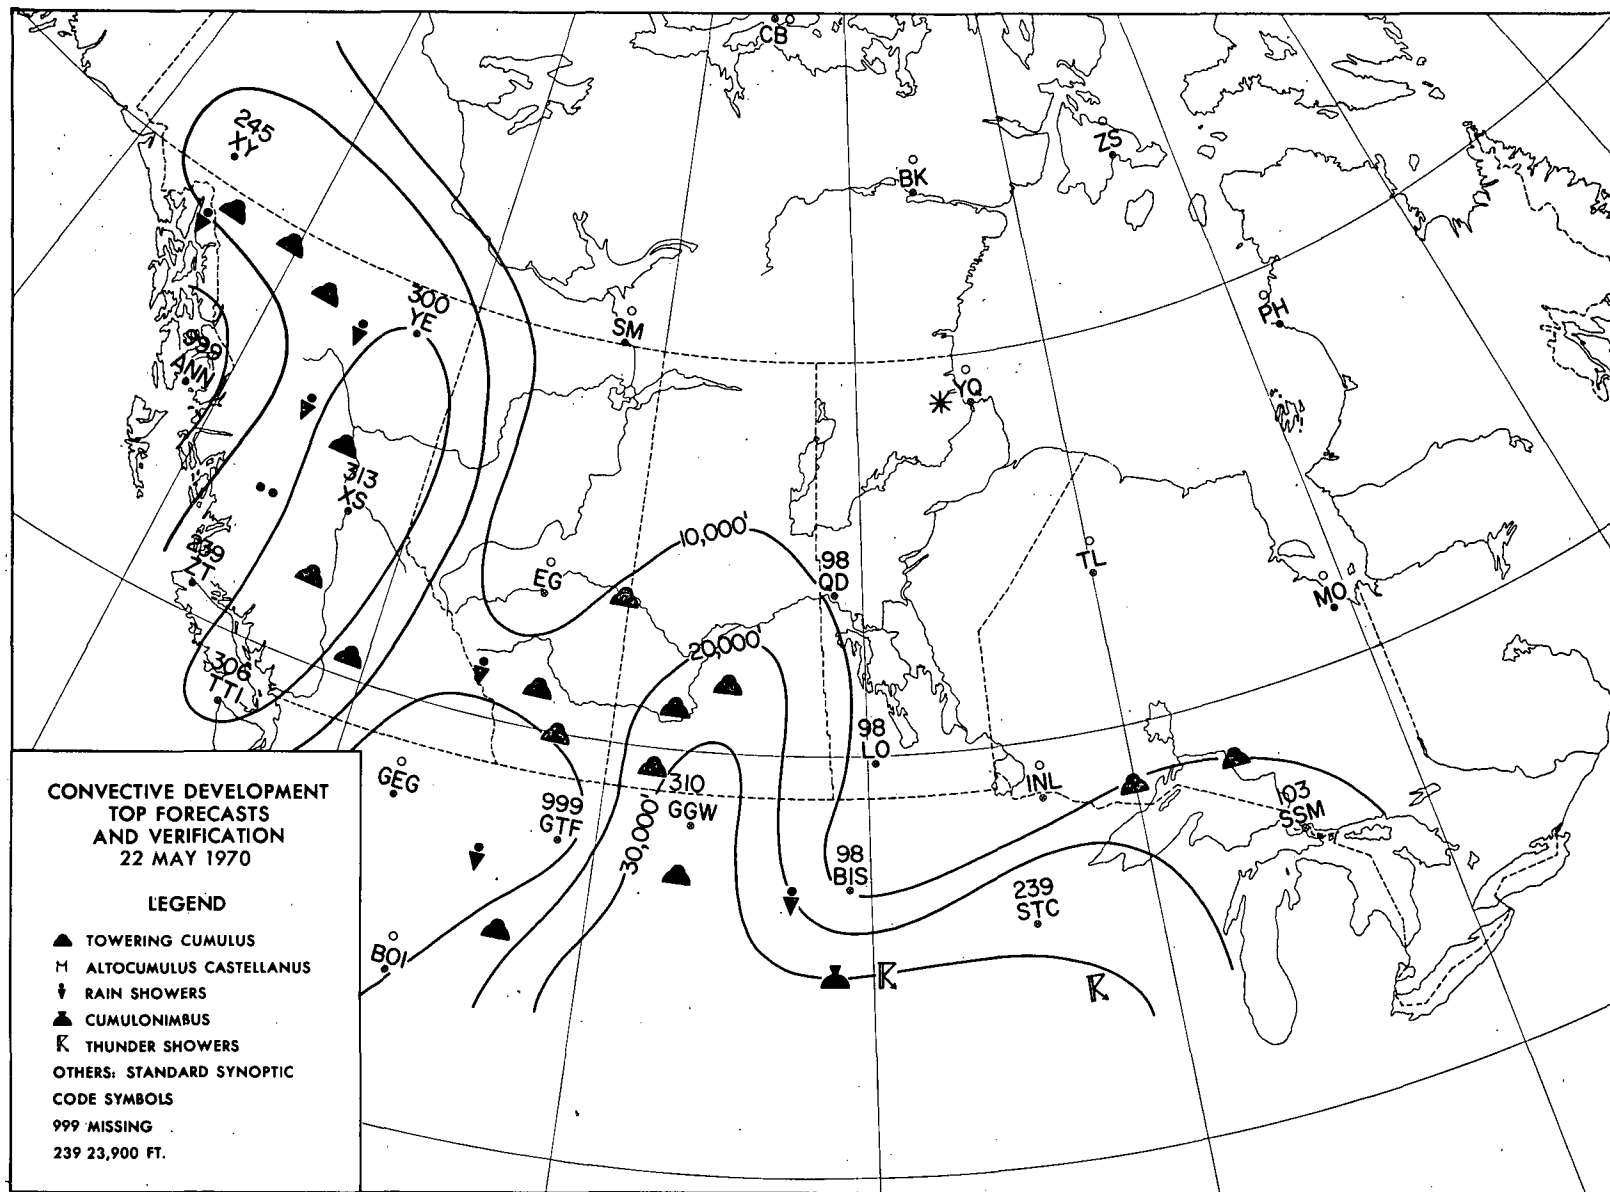 CB
245
XY
ZS
BK
300
YE
SM
PH
999
ANN
YQ
313
XS
10,000'
239
ZT
EG
98
QD
TL
MO
20,000'
306
TTI
98
LO
GEG
310
GGW
INL
103
SSM
999
GTF
30,000'
98
BIS
239
STC
BOI
CONVECTIVE DEVELOPMENT
TOP FORECASTS
AND VERIFICATION
22 MAY 1970
LEGEND
TOWERING CUMULUS
M ALTOCUMULUS CASTELLANUS
RAIN SHOWERS
CUMULONIMBUS
THUNDER SHOWERS
OTHERS: STANDARD SYNOPTIC
CODE SYMBOLS
999 MISSING
239 23,900 FT.